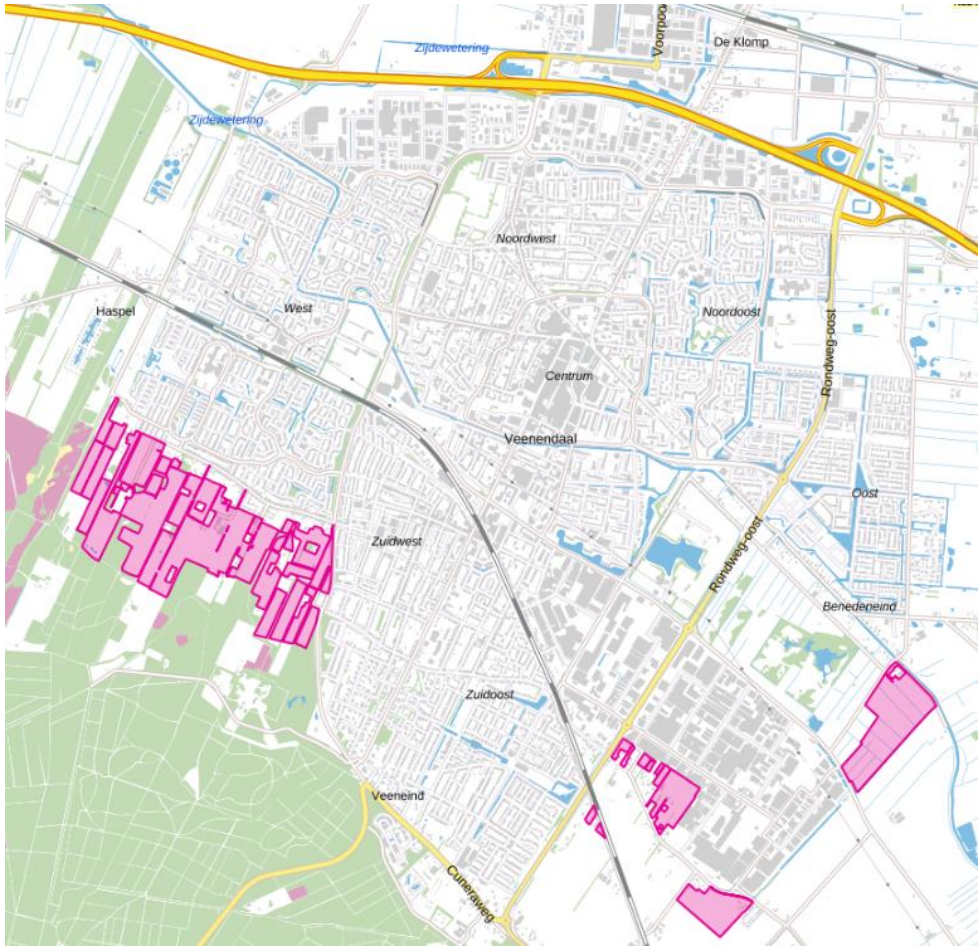 Zijdewetering
Voorpoo
De Klomp
Zijdewetering
Noordwest
Haspel
West
Noordoost
Rondweg-oost
Centrum
Veenendaal
Oost
Zuidwest
Rondweg-oost
Benedeneind
Zuidoost
Veeneind
Cuneraweg